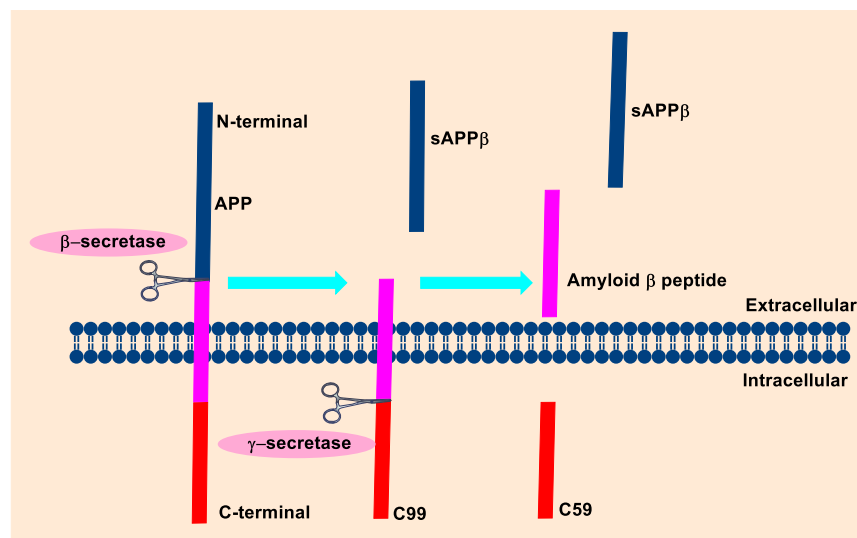 sAPPβ
sAPPβ
N-terminal
APP
β–secretase
Amyloid β peptide
Extracellular
Intracellular
γ–secretase
C-terminal
C99
C59